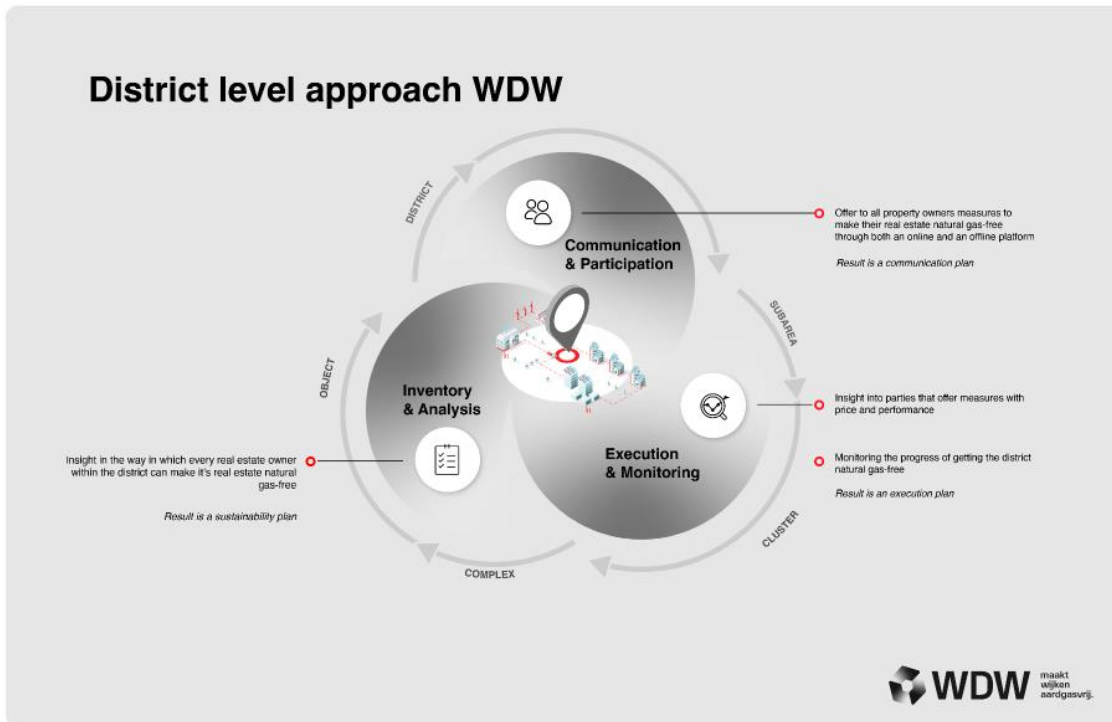 District level approach WDW
DISTRICT
Communication
& Participation
Offer to all property owners measures to
make their real estate natural gas-free
through both an online and an offline platform
Result is a communication plan
SUBAREA
OBJECT
Inventory
& Analysis
Insight into parties that offer measures with
price and performance
Execution
& Monitoring
Monitoring the progress of getting the district
natural gas-free
Result is an execution plan
Insight in the way in which every real estate owner
within the district can make it's real estate natural
gas-free
Result is a sustainability plan
CLUSTER
COMPLEX
WDW
maakt
wijken
aardgasvrij.